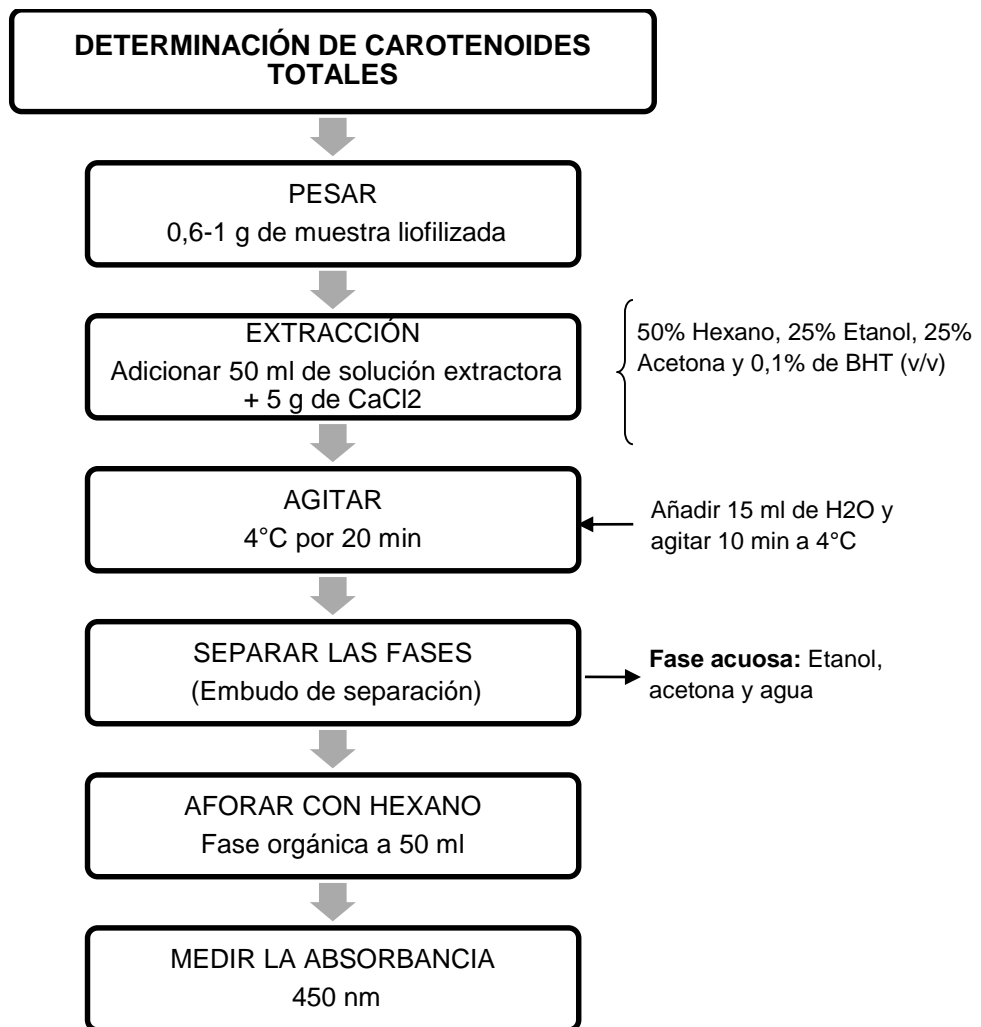 DETERMINACIÓN DE CAROTENOIDES
TOTALES
PESAR
0,6-1 g de muestra liofilizada
EXTRACCIÓN
Adicionar 50 ml de solución extractora
+ 5 g de CaCl2
50% Hexano, 25% Etanol, 25%
Acetona y 0,1% de BHT (v/v)
AGITAR
4°C por 20 min
Añadir 15 ml de H2O y
agitar 10 min a 4°C
SEPARAR LAS FASES
(Embudo de separación)
Fase acuosa: Etanol,
acetona y agua
AFORAR CON HEXANO
Fase orgánica a 50 ml
MEDIR LA ABSORBANCIA
450 nm